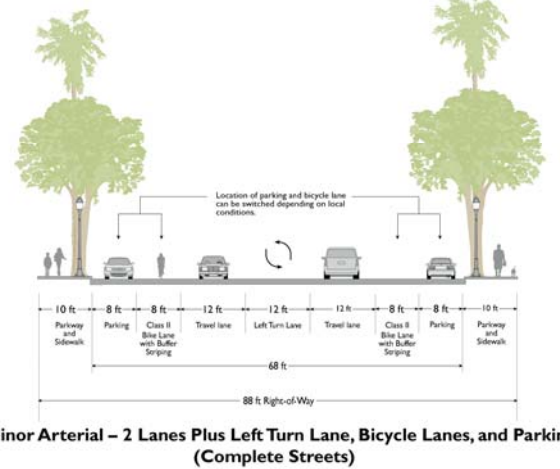 Location of parking and bicycle lane
can be switched depending on local
conditions.
10 ft
8 ft
8 ft
12 ft
12 ft
12 ft
8 ft
8 ft
10 ft
Parkway
and
Sidewalk
Parking
Class II
Bike Lane
with Buffer
Striping
Travel lane
Left Turn Lane
Travel lane
Class II
Bike Lane
with Buffer
Striping
Parking
Parkway
and
Sidewalk
68 ft
88 ft Right-of-Way
inor Arterial – 2 Lanes Plus Left Turn Lane, Bicycle Lanes, and Parkin
(Complete Streets)